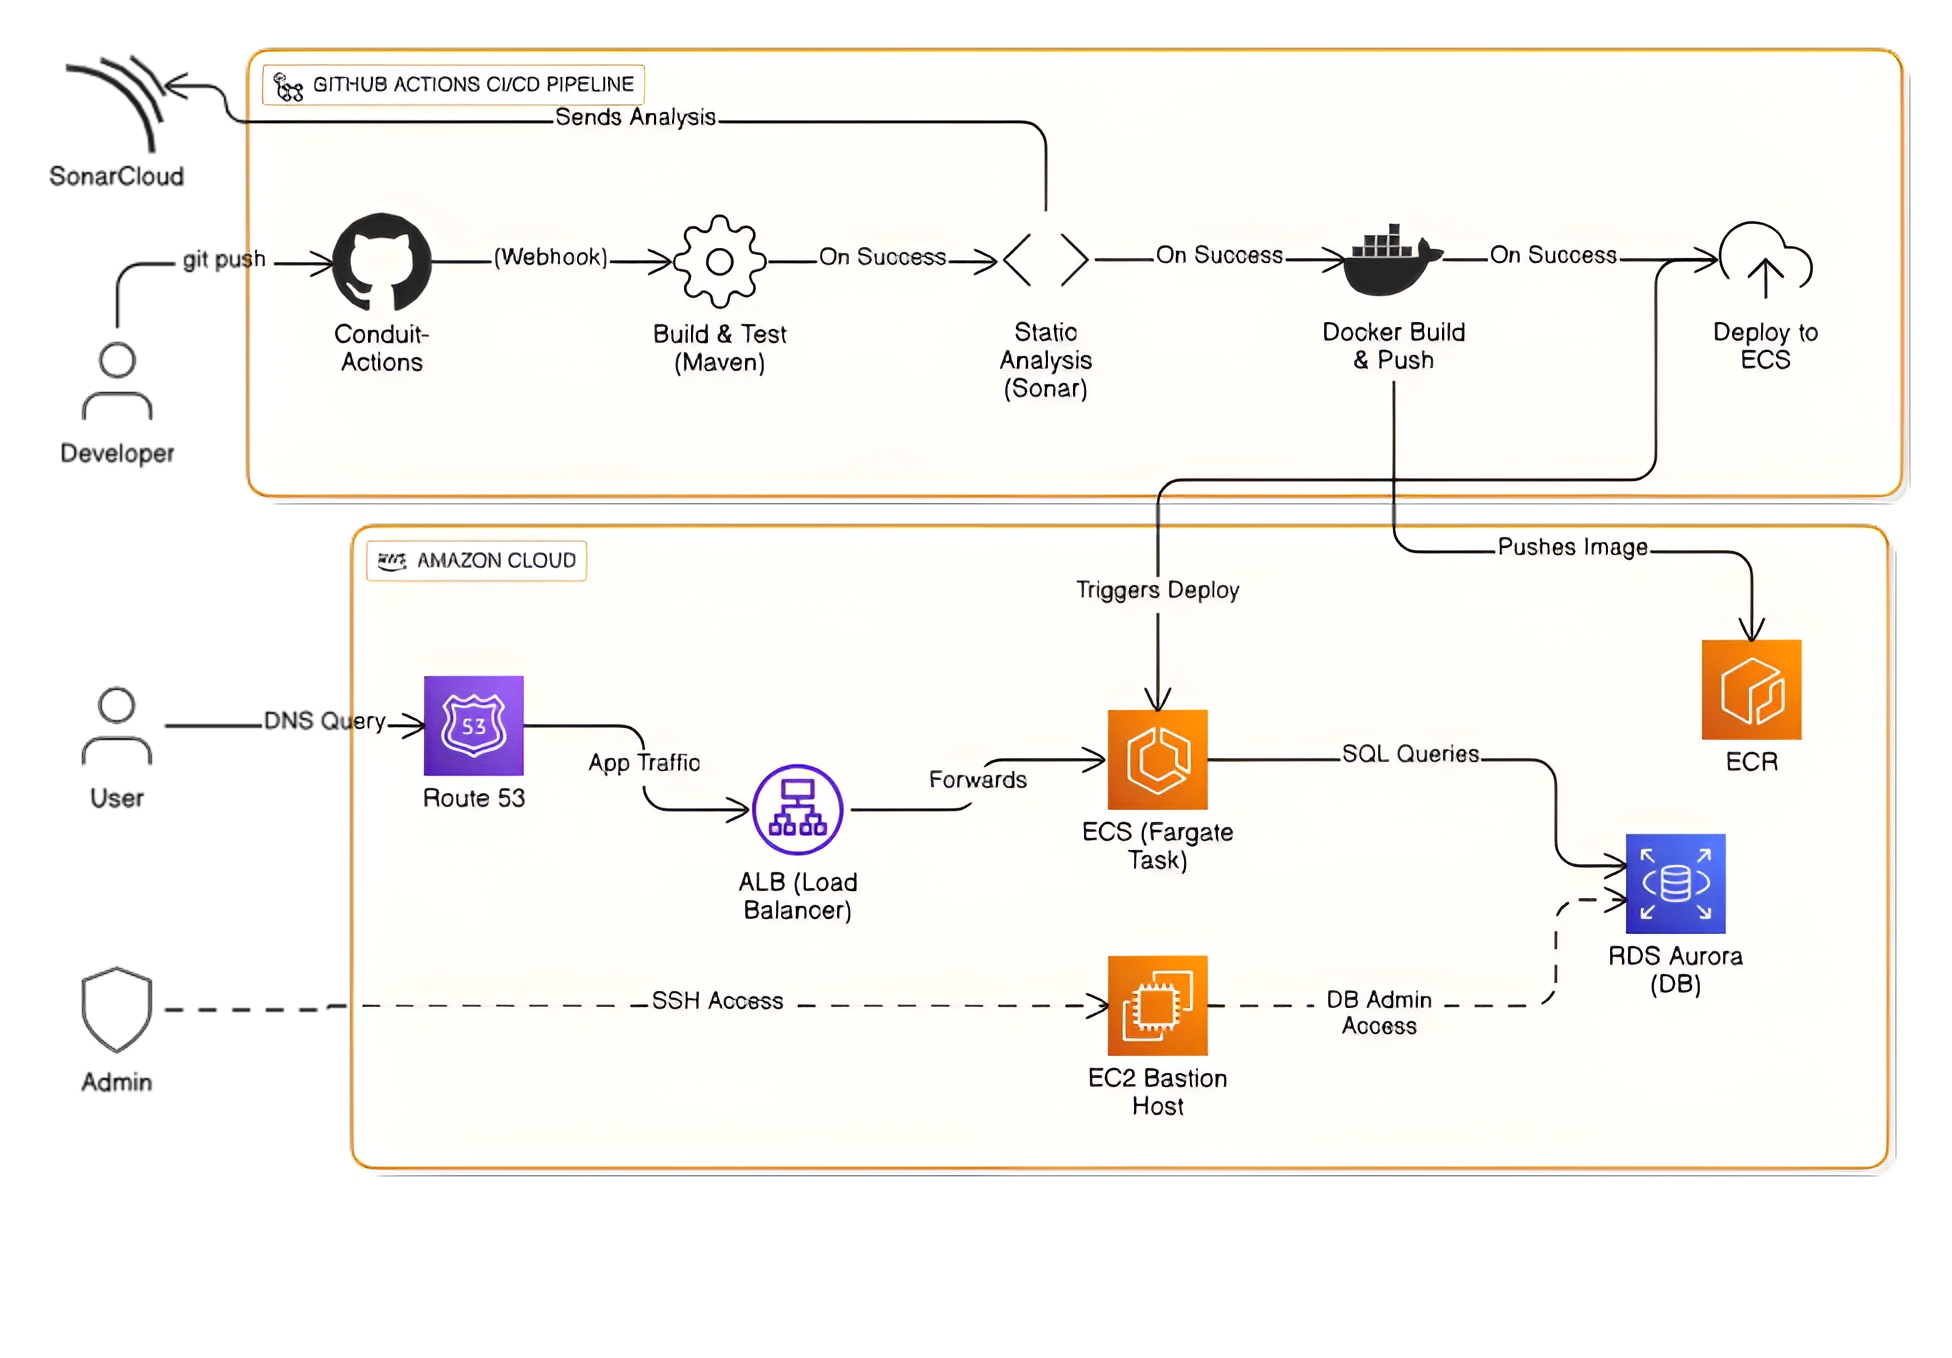 GITHUB ACTIONS CI/CD PIPELINE
Sends Analysis
SonarCloud
git push
(Webhook)
On Success
On Success
On Success
Conduit-
Actions
Build & Test
(Maven)
Static
Analysis
(Sonar)
Docker Build
& Push
Deploy to
ECS
Developer
AMAZON CLOUD
Pushes Image
Triggers Deploy
DNS Query
53
App Traffic
Forwards
SQL Queries
User
Route 53
ECR
ECS (Fargate
Task)
ALB (Load
Balancer)
RDS Aurora
(DB)
SSH Access
DB Admin
Access
Admin
EC2 Bastion
Host